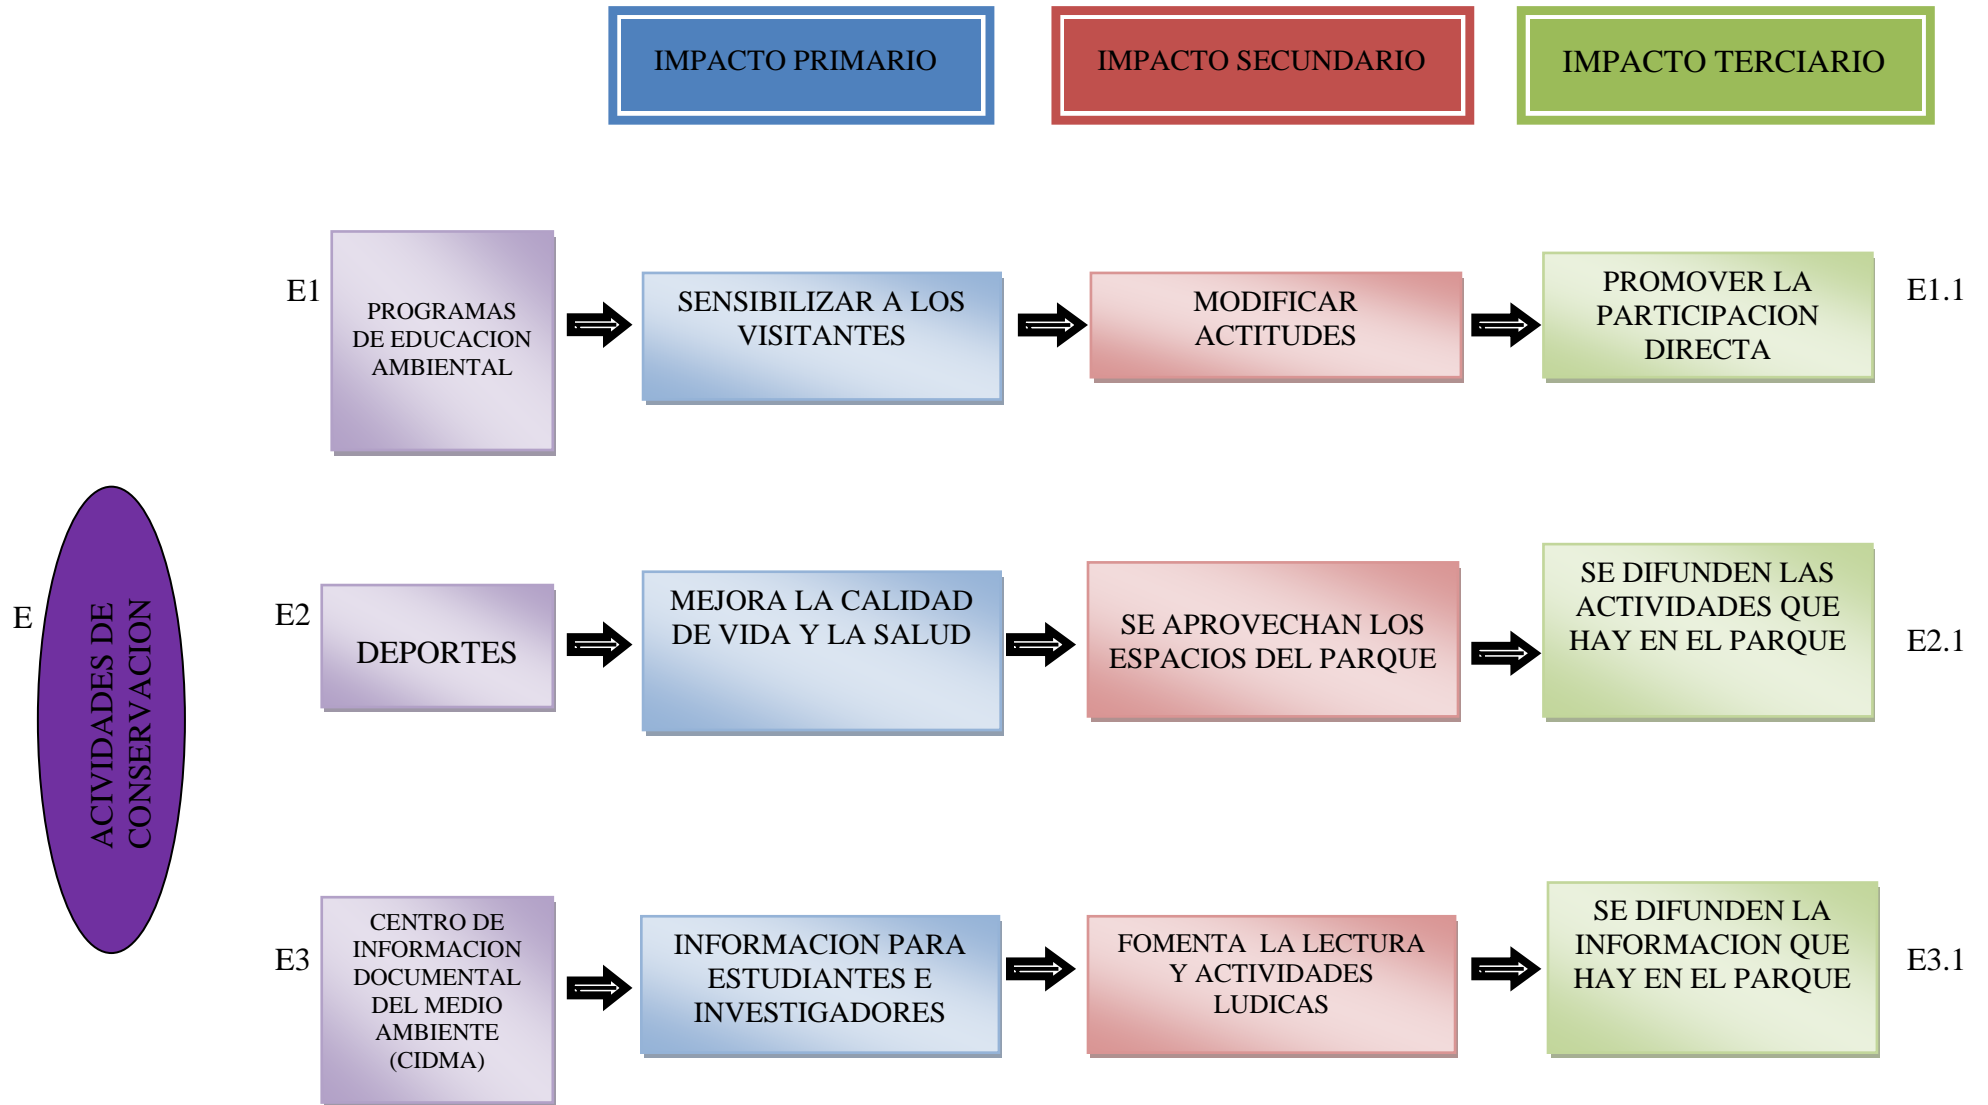 IMPACTO PRIMARIO
IMPACTO SECUNDARIO
IMPACTO TERCIARIO
E1
PROGRAMAS
DE EDUCACION
AMBIENTAL
SENSIBILIZAR A LOS
VISITANTES
MODIFICAR
ACTITUDES
PROMOVER LA
PARTICIPACION
DIRECTA
E1.1
E
ACIVIDADES DE
CONSERVACION
E2
DEPORTES
MEJORA LA CALIDAD
DE VIDA Y LA SALUD
SE APROVECHAN LOS
ESPACIOS DEL PARQUE
SE DIFUNDEN LAS
ACTIVIDADES QUE
HAY EN EL PARQUE
E2.1
E3
CENTRO DE
INFORMACION
DOCUMENTAL
DEL MEDIO
AMBIENTE
(CIDMA)
INFORMACION PARA
ESTUDIANTES E
INVESTIGADORES
FOMENTA LA LECTURA
Y ACTIVIDADES
LUDICAS
SE DIFUNDEN LA
INFORMACION QUE
HAY EN EL PARQUE
E3.1